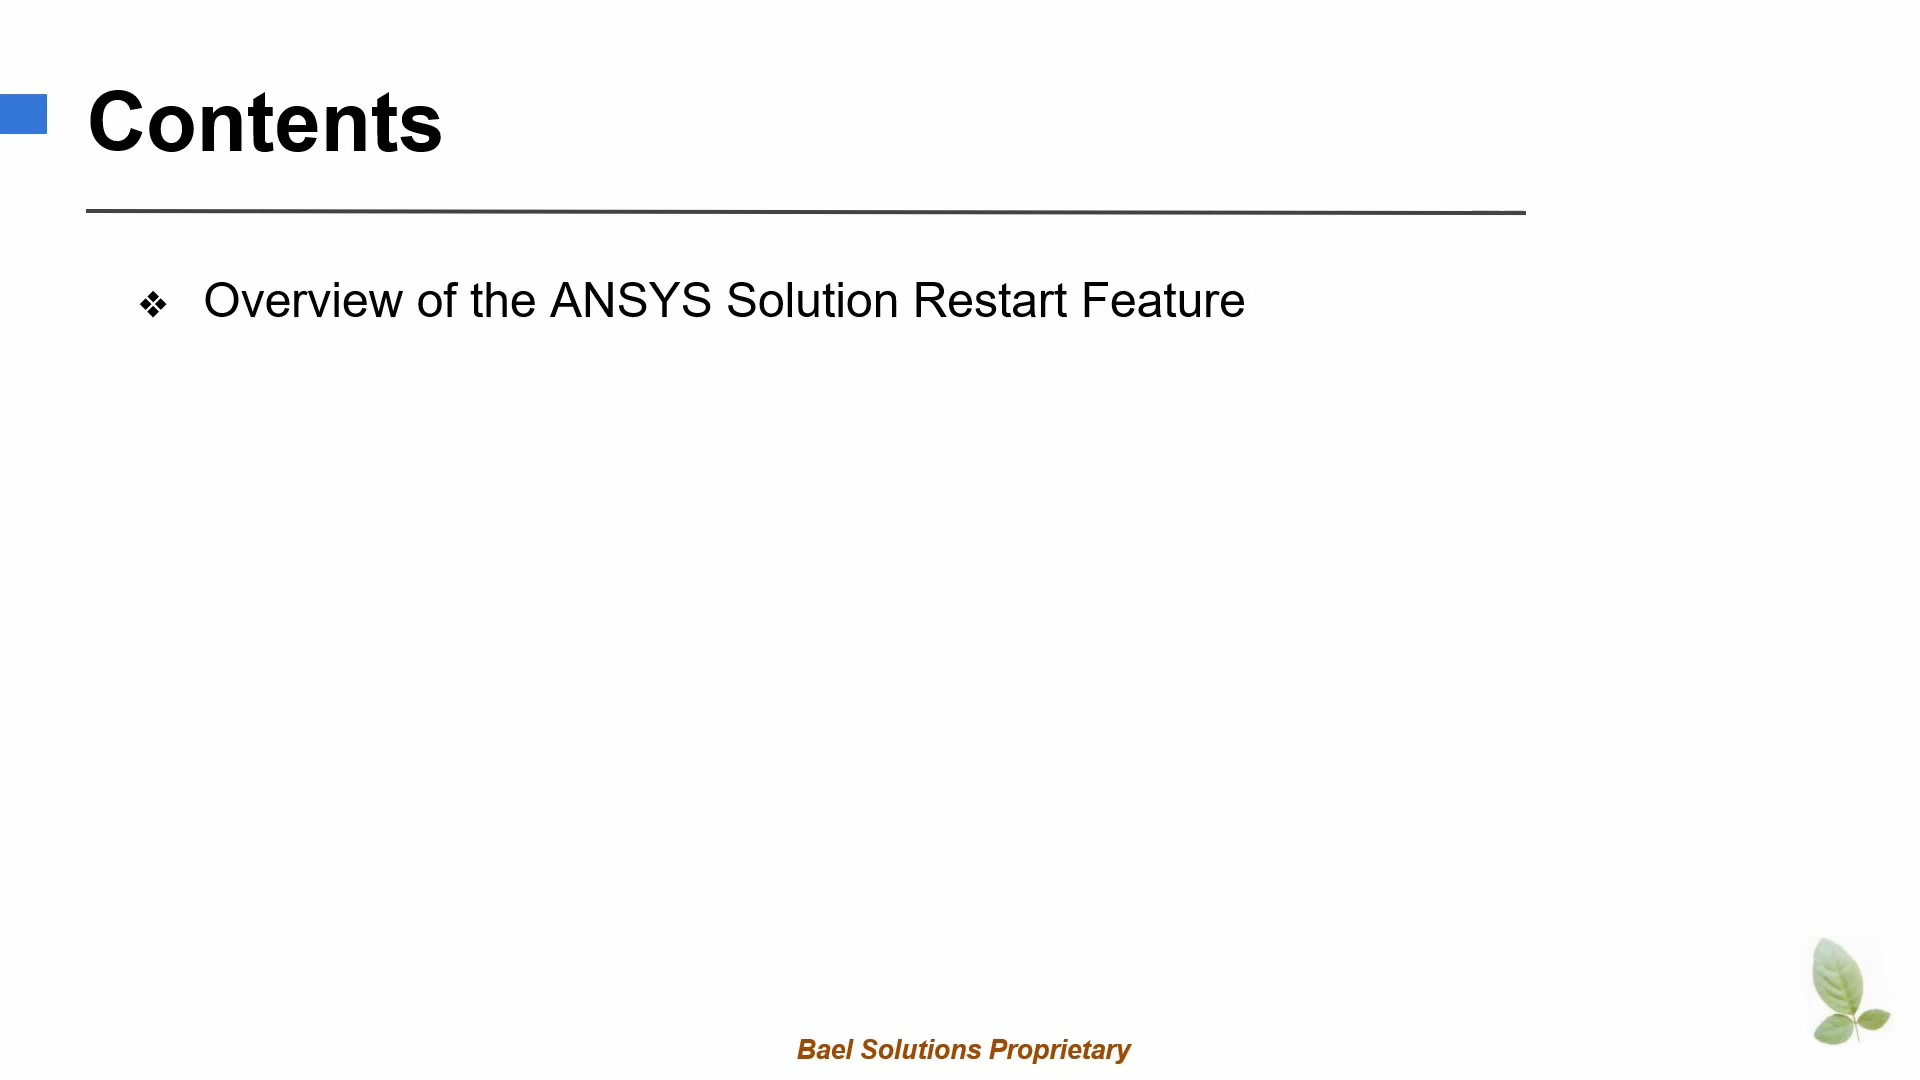 Contents
❖ Overview of the ANSYS Solution Restart Feature
Bael Solutions Proprietary